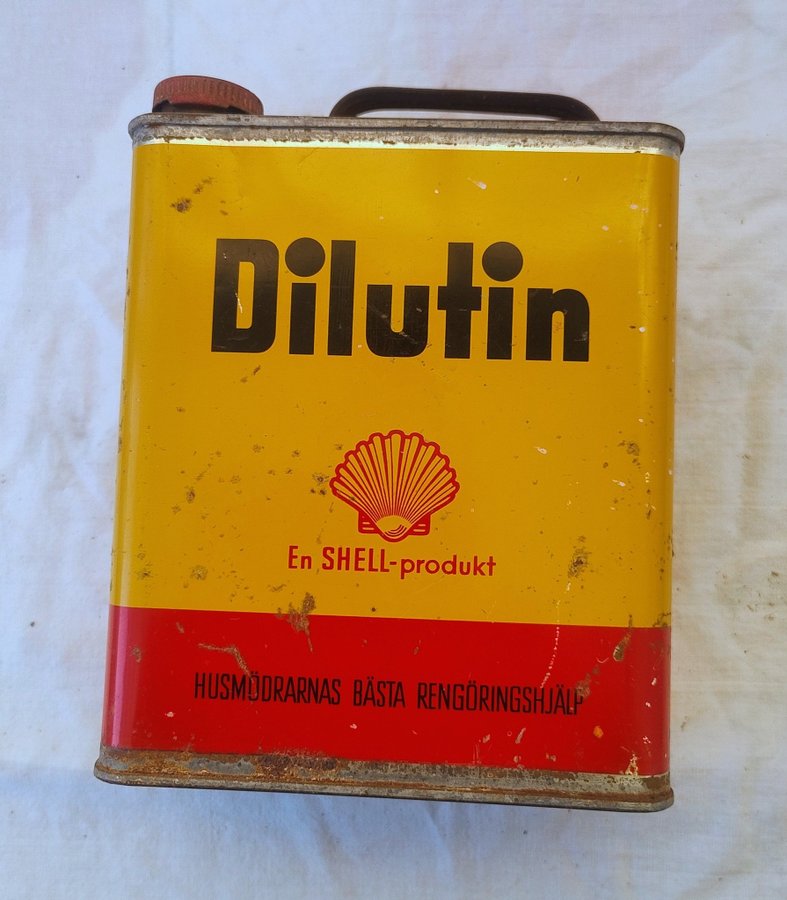 Dilutin
En SHELL-produkt
HUSMÖDRARNAS BÄSTA RENGÖRINGSHJÄLP